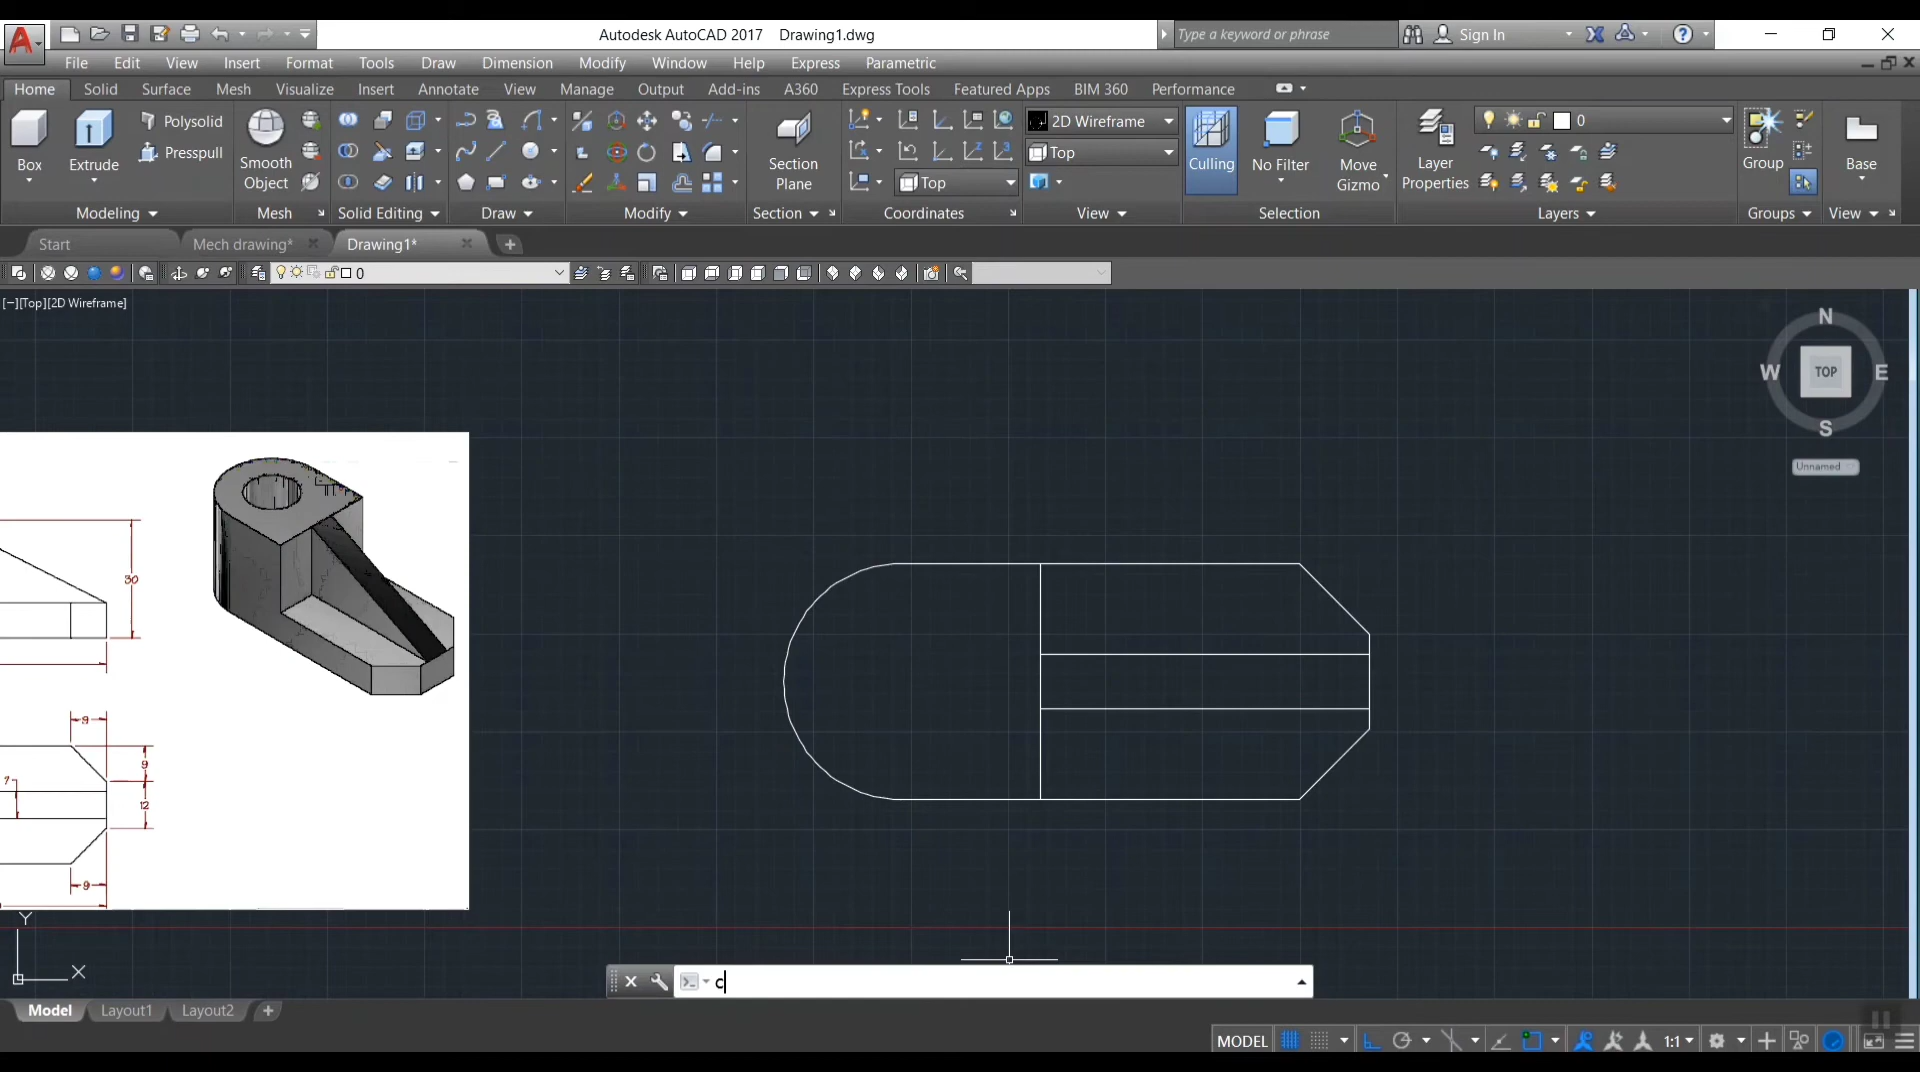 Autodesk AutoCAD 2017 Drawing1.dwg
Type a keyword or phrase
Sign In
File Edit View Insert Format Tools Draw Dimension Modify Window Help Express Parametric
Home Solid Surface Mesh Visualize Insert Annotate View Manage Output Add-ins A360 Express Tools Featured Apps BIM 360 Performance
Box
Extrude
Polysolid
Presspull
Smooth
Object
Section
Plane
Top
2D Wireframe
Top
Culling
No Filter
Move
Gizmo
Layer
Properties
0
Group
Base
Modeling Mesh Solid Editing Draw Modify Section Coordinates View Selection Layers Groups View
Start Mech drawing* Drawing1*
0
[−][Top][2D Wireframe]
N
W TOP E
S
Unnamed
30
9
9
7
12
9
Y
X
c
Model Layout1 Layout2
MODEL 1:1